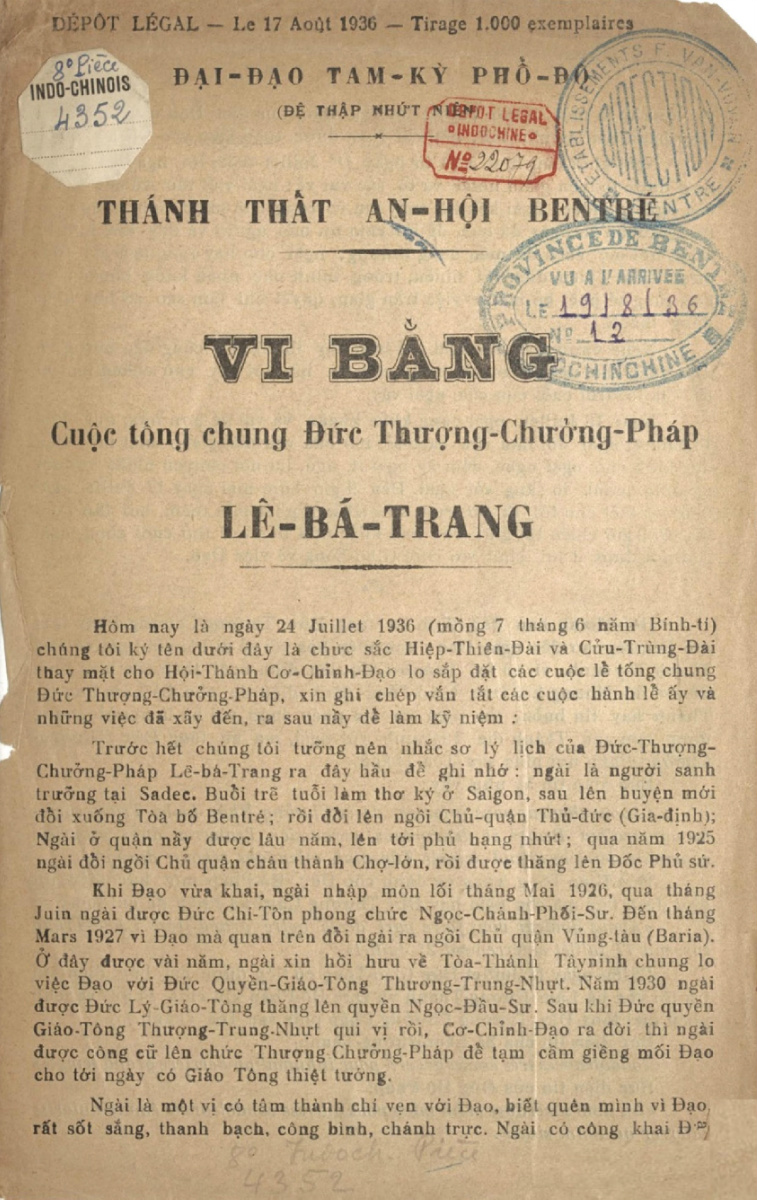 DÉPÔT LÉGAL — Le 17 Août 1936 — Tirage 1.000 exemplaires
8º Pièce
INDO-CHINOIS
4352
ĐẠI-ĐẠO TAM-KỲ PHỔ-ĐỘ
(ĐỆ THẬP NHỨT NIÊN)
DÉPOT LEGAL
INDOCHINE
Nº 22079
ETABLISSEMENTS F. VAN-VO-VAN
DIRECTION
BENTRE
THÁNH THẤT AN-HỘI BENTRÉ
PROVINCE DE BENTRE
VU A L'ARRIVÉE
LE 19/8/36
Nº 12
COCHINCHINE
VI BẰNG
Cuộc tống chung Đức Thượng-Chưởng-Pháp
LÊ-BÁ-TRANG
Hôm nay là ngày 24 Juillet 1936 (mồng 7 tháng 6 năm Bính-tí)
chúng tôi ký tên dưới đây là chức sắc Hiệp-Thiên-Đài và Cửu-Trùng-Đài
thay mặt cho Hội-Thánh Cơ-Chỉnh-Đạo lo sắp đặt các cuộc lễ tống chung
Đức Thượng-Chưởng-Pháp, xin ghi chép vắn tắt các cuộc hành lễ ấy và
những việc đã xãy đến, ra sau nầy để làm kỹ niệm :
Trước hết chúng tôi tưởng nên nhắc sơ lý lịch của Đức-Thượng-
Chưởng-Pháp Lê-bá-Trang ra đây hầu để ghi nhớ : ngài là người sanh
trưởng tại Sadec. Buổi trẽ tuổi làm thơ ký ở Saigon, sau lên huyện mới
đổi xuống Toà bố Bentré ; rồi đổi lên ngồi Chủ-quận Thủ-đức (Gia-định);
Ngài ở quận nầy được lâu năm, lên tới phủ hạng nhứt ; qua năm 1925
ngài đổi ngồi Chủ quận châu thành Chợ-lớn, rồi được thăng lên Đốc Phủ sứ.
Khi Đạo vừa khai, ngài nhập môn lối tháng Mai 1926, qua tháng
Juin ngài được Đức Chí-Tôn phong chức Ngọc-Chánh-Phối-Sư. Đến tháng
Mars 1927 vì Đạo mà quan trên đổi ngài ra ngồi Chủ quận Vủng-tàu (Baria).
Ở đây được vài năm, ngài xin hồi hưu về Tòa-Thánh Tâyninh chung lo
việc Đạo với Đức Quyền-Giáo-Tông Thương-Trung-Nhựt. Năm 1930 ngài
được Đức Lý-Giáo-Tông thăng lên quyền Ngọc-Đầu-Sư. Sau khi Đức quyền
Giáo-Tông Thượng-Trung-Nhựt qui vị rồi, Cơ-Chỉnh-Đạo ra đời thì ngài
được công cữ lên chức Thượng Chưởng-Pháp để tạm cầm giềng mối Đạo
cho tới ngày có Giáo Tông thiệt tướng.
Ngài là một vị có tâm thành chí vẹn với Đạo, biết quên mình vì Đạo,
rất sốt sắng, thanh bạch, công bình, chánh trực. Ngài có công khai Đạo
8º Indoch. Pièce
4352